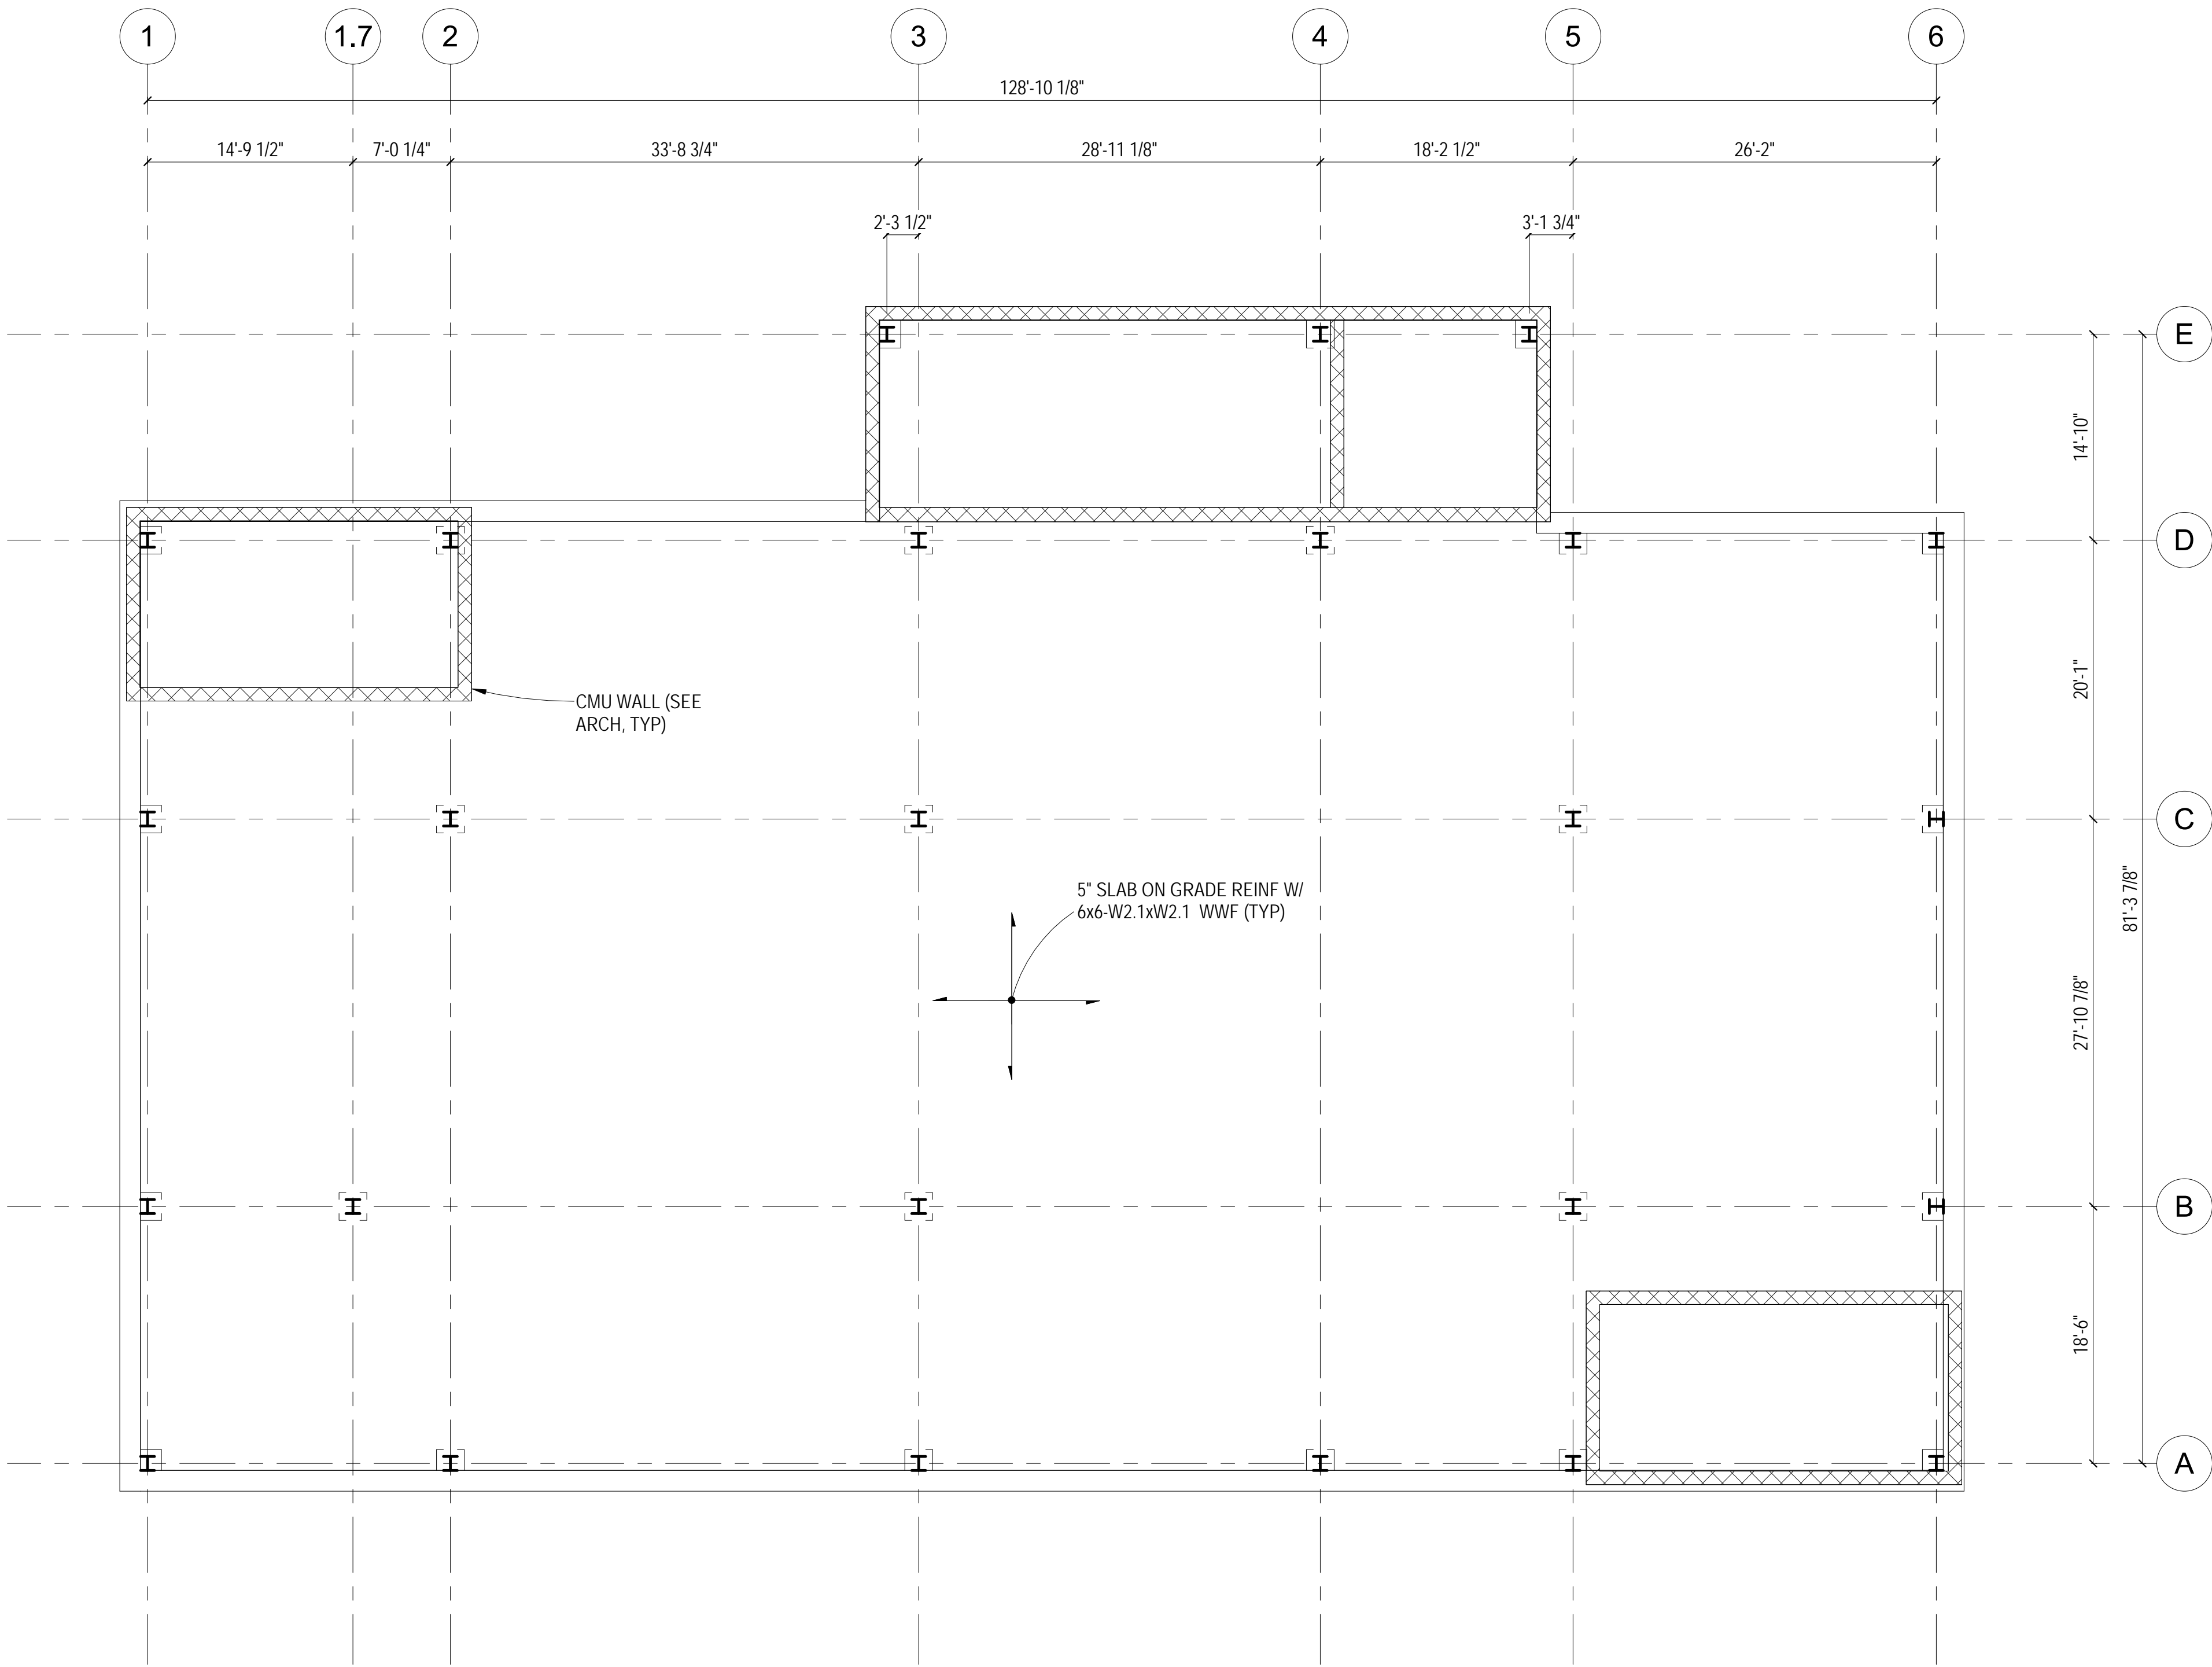 1 1.7 2 3 4 5 6
128'-10 1/8"
14'-9 1/2" 7'-0 1/4" 33'-8 3/4" 28'-11 1/8" 18'-2 1/2" 26'-2"
2'-3 1/2" 3'-1 3/4"
E
14'-10"
D
20'-1"
CMU WALL (SEE
ARCH, TYP)
C
5" SLAB ON GRADE REINF W/
6x6-W2.1xW2.1 WWF (TYP)
81'-3 7/8"
27'-10 7/8"
B
18'-6"
A